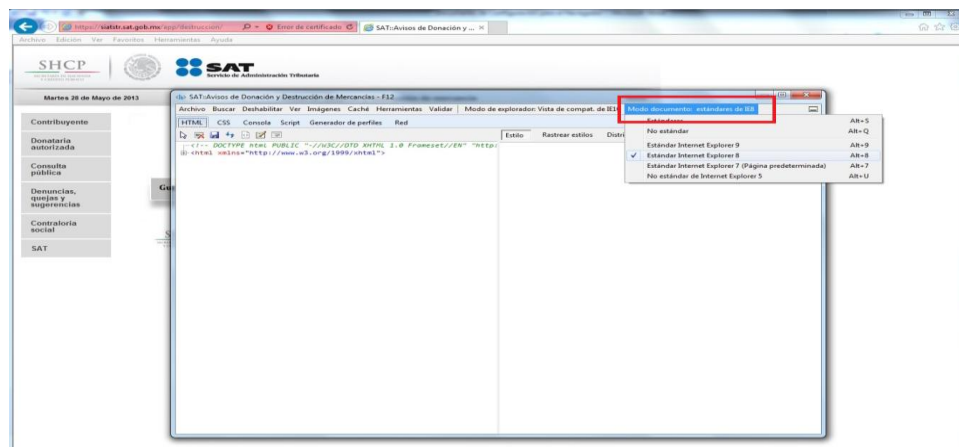 https://siatstr.sat.gob.mx/app/destruccion/ Error de certificado SAT::Avisos de Donación y ...
Archivo Edición Ver Favoritos Herramientas Ayuda
SHCP
SAT
Servicio de Administración Tributaria
Martes 28 de Mayo de 2013
Contribuyente
Donataria
autorizada
Consulta
pública
Denuncias,
quejas y
sugerencias
Contraloría
social
SAT
SAT::Avisos de Donación y Destrucción de Mercancías - F12
Archivo Buscar Deshabilitar Ver Imágenes Caché Herramientas Validar Modo de explorador: Vista de compat. de IE10 Modo documento: estándares de IE8
HTML CSS Consola Script Generador de perfiles Red
Estilo Rastrear estilos
<!-- DOCTYPE html PUBLIC "-//W3C//DTD XHTML 1.0 Frameset//EN" "http:
<html xmlns="http://www.w3.org/1999/xhtml">
Estándares Alt+S
No estándar Alt+Q
Estándar Internet Explorer 9 Alt+9
✓ Estándar Internet Explorer 8 Alt+8
Estándar Internet Explorer 7 (Página predeterminada) Alt+7
No estándar de Internet Explorer 5 Alt+U